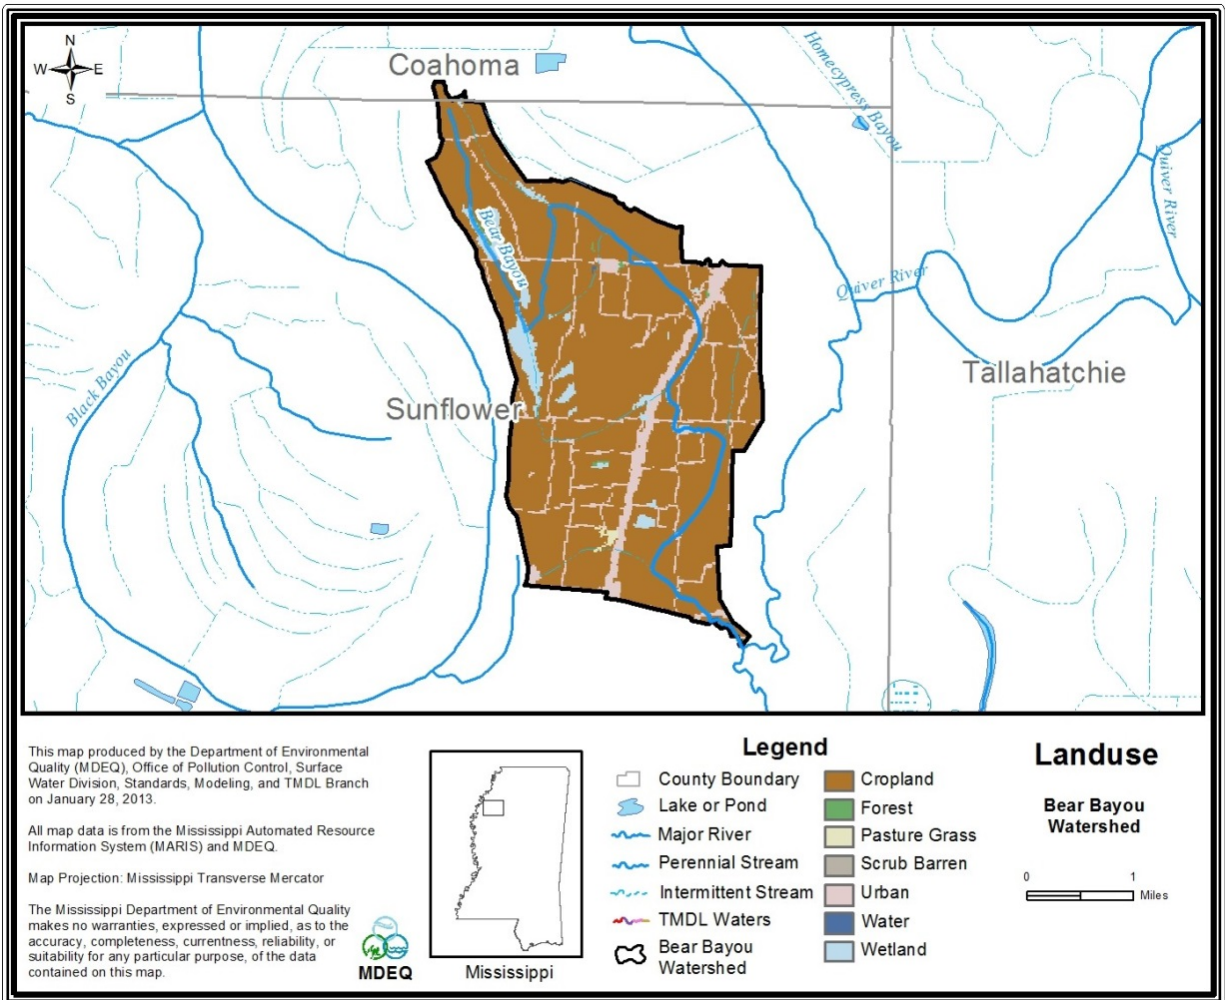 N
W E
S
Coahoma
Homecypress Bayou
Quiver River
Bear Bayou
Quiver River
Tallahatchie
Black Bayou
Sunflower
This map produced by the Department of Environmental
Quality (MDEQ), Office of Pollution Control, Surface
Water Division, Standards, Modeling, and TMDL Branch
on January 28, 2013.
All map data is from the Mississippi Automated Resource
Information System (MARIS) and MDEQ.
Map Projection: Mississippi Transverse Mercator
The Mississippi Department of Environmental Quality
makes no warranties, expressed or implied, as to the
accuracy, completeness, currentness, reliability, or
suitability for any particular purpose, of the data
contained on this map.
MDEQ
Mississippi
Legend
County Boundary
Lake or Pond
Major River
Perennial Stream
Intermittent Stream
TMDL Waters
Bear Bayou
Watershed
Cropland
Forest
Pasture Grass
Scrub Barren
Urban
Water
Wetland
Landuse
Bear Bayou
Watershed
0 1
Miles